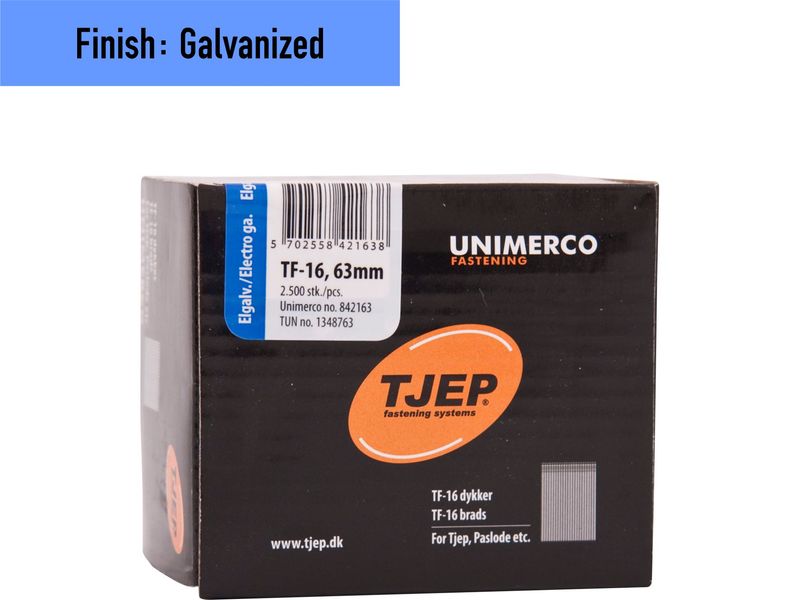 Finish: Galvanized
Elgalv./Electro ga.
5 702558 421638
TF-16, 63mm
2.500 stk./pcs.
Unimerco no. 842163
TUN no. 1348763
UNIMERCO
FASTENING
TJEP®
fastening systems
TF-16 dykker
TF-16 brads
For Tjep, Paslode etc.
www.tjep.dk
TJEP